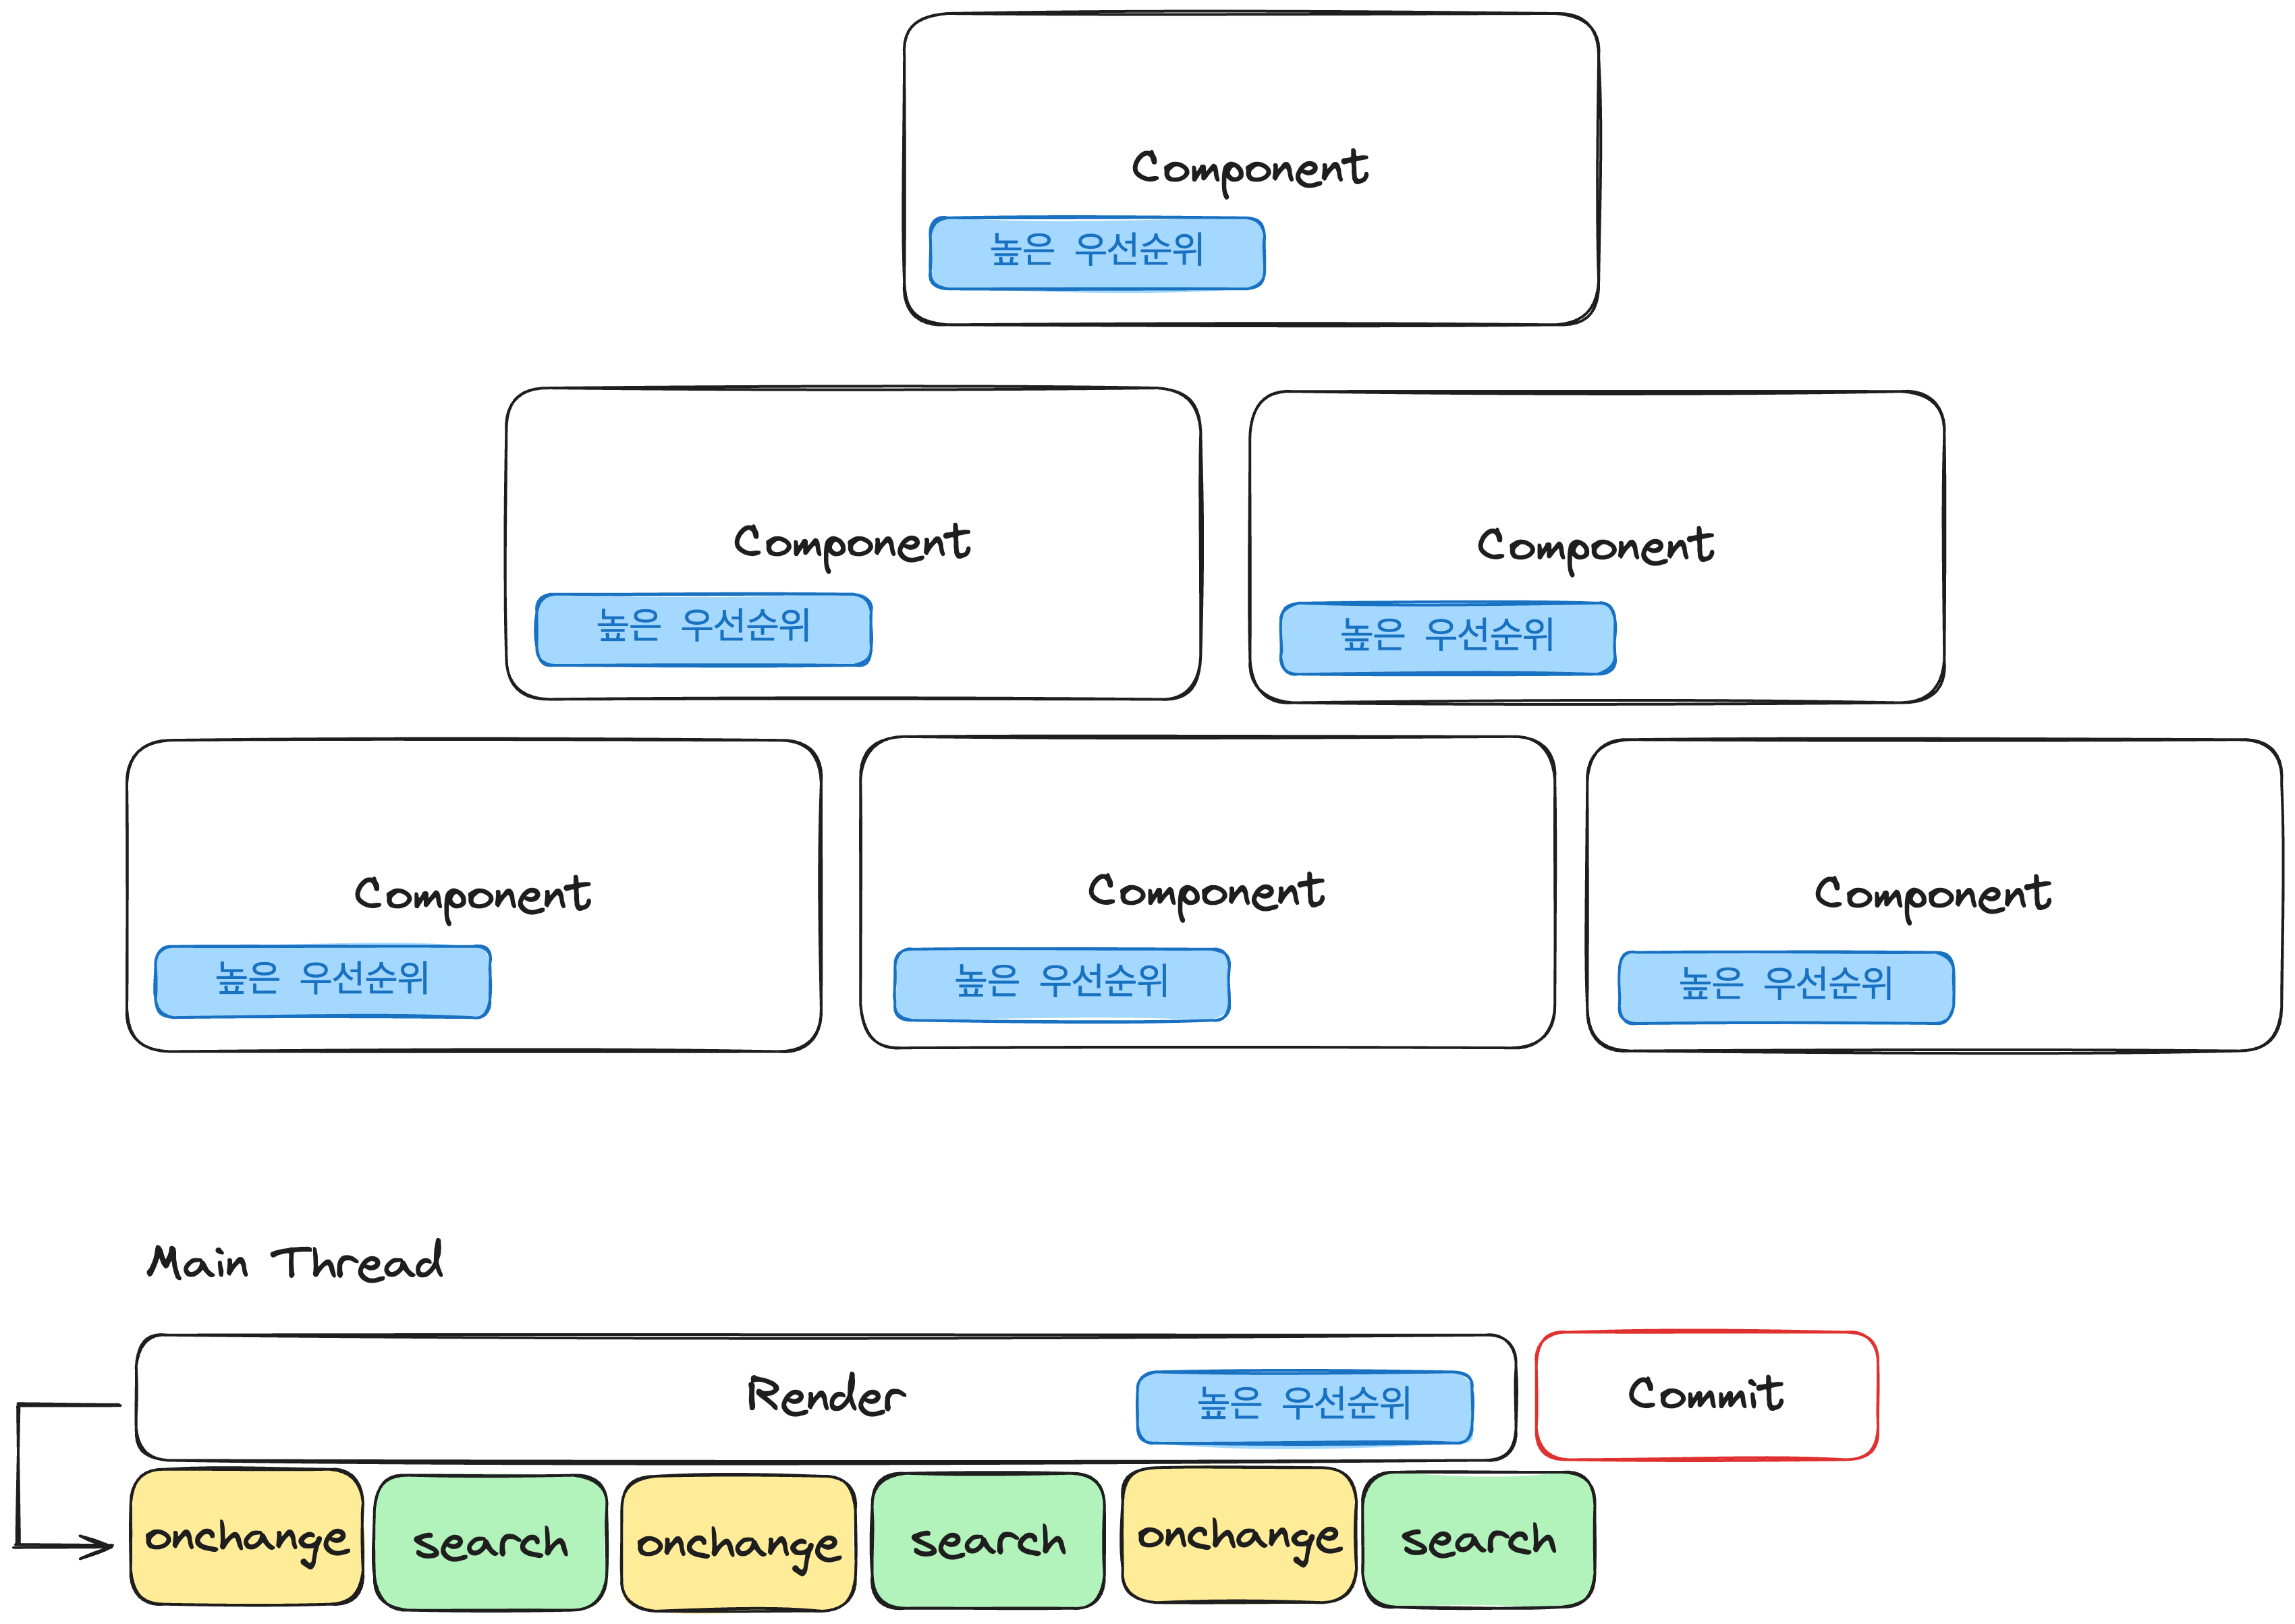 Component
높은 우선순위
Component
높은 우선순위
Component
높은 우선순위
Component
높은 우선순위
Component
높은 우선순위
Component
높은 우선순위
Main Thread
Render
높은 우선순위
Commit
onchange
search
onchange
search
onchange
search